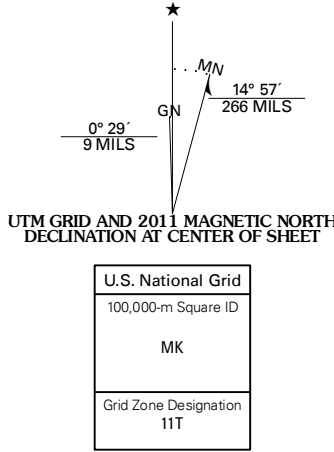 ★
MN
GN
14° 57´
266 MILS
0° 29´
9 MILS
UTM GRID AND 2011 MAGNETIC NORTH
DECLINATION AT CENTER OF SHEET
U.S. National Grid
100,000-m Square ID
MK
Grid Zone Designation
11T